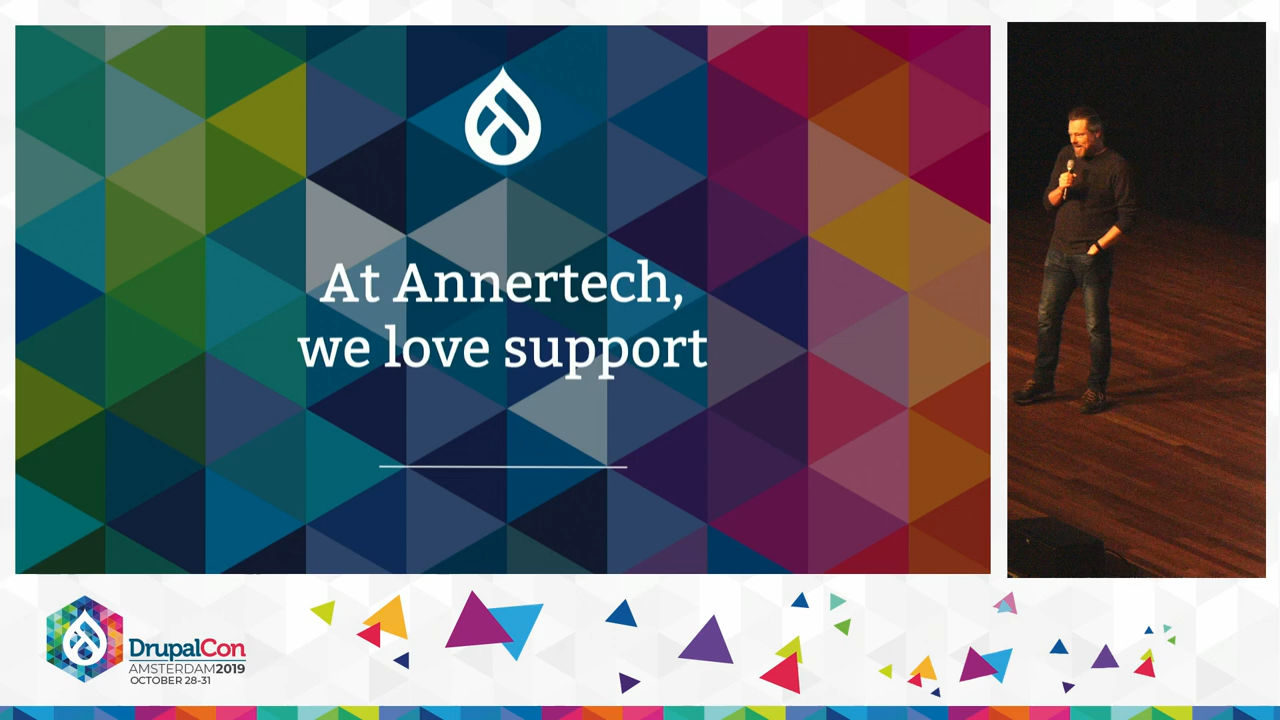 At Annertech,
we love support
DrupalCon
AMSTERDAM2019
OCTOBER 28-31